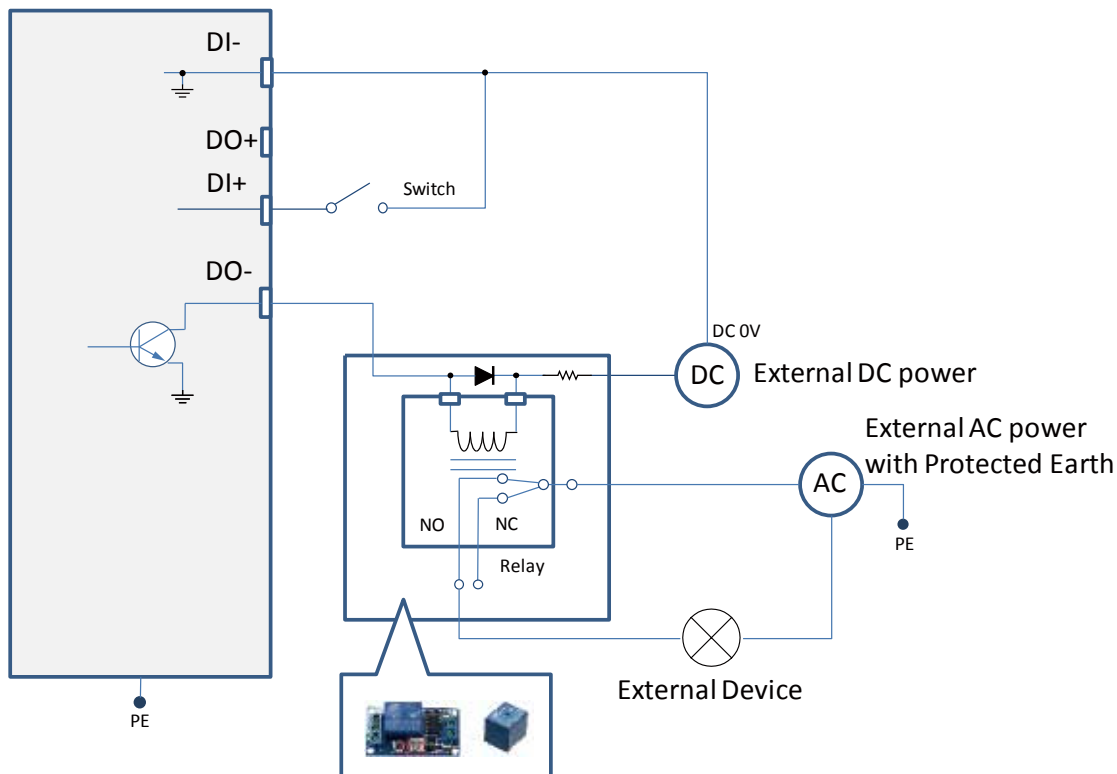 DI-
DO+
DI+
Switch
DO-
DC 0V
DC
External DC power
External AC power
with Protected Earth
AC
NO
NC
PE
Relay
External Device
PE